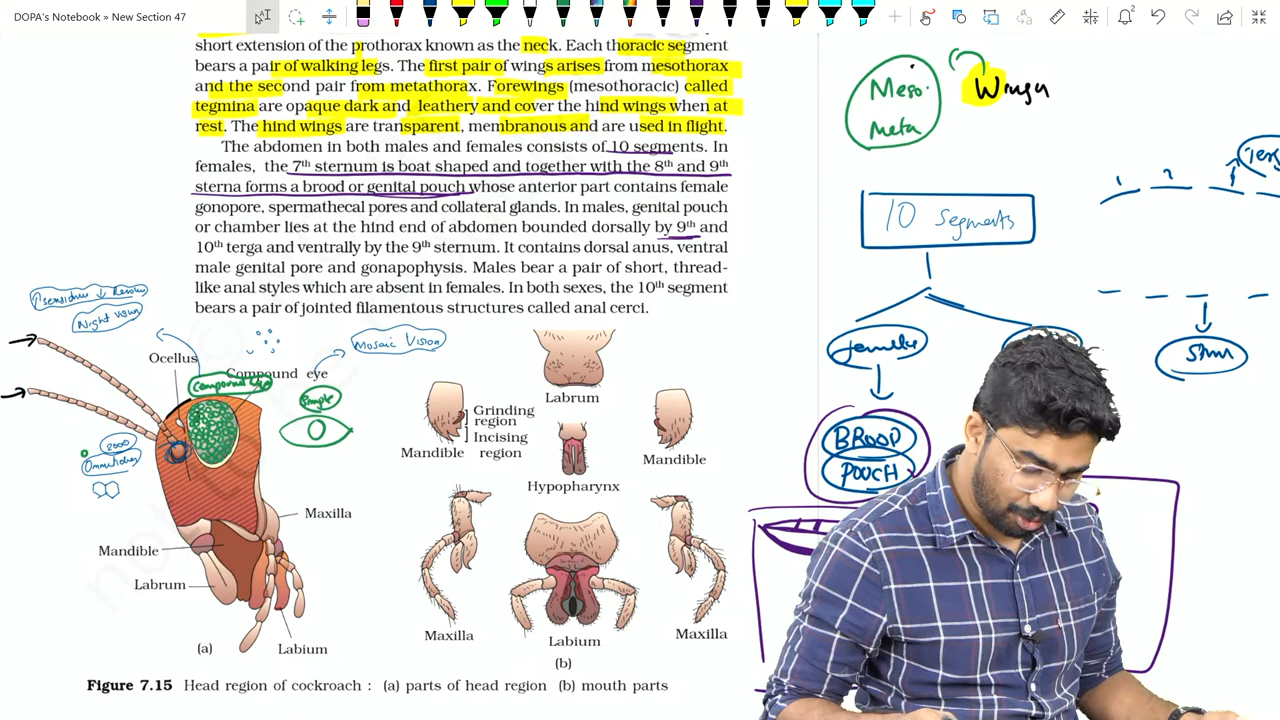 DOPA's Notebook » New Section 47
short extension of the prothorax known as the neck. Each thoracic segment
bears a pair of walking legs. The first pair of wings arises from mesothorax
and the second pair from metathorax. Forewings (mesothoracic) called
tegmina are opaque dark and leathery and cover the hind wings when at
rest. The hind wings are transparent, membranous and are used in flight.
The abdomen in both males and females consists of 10 segments. In
females, the 7th sternum is boat shaped and together with the 8th and 9th
sterna forms a brood or genital pouch whose anterior part contains female
gonopore, spermathecal pores and collateral glands. In males, genital pouch
or chamber lies at the hind end of abdomen bounded dorsally by 9th and
10th terga and ventrally by the 9th sternum. It contains dorsal anus, ventral
male genital pore and gonapophysis. Males bear a pair of short, thread-
like anal styles which are absent in females. In both sexes, the 10th segment
bears a pair of jointed filamentous structures called anal cerci.
Night vision
Mosaic Vision
Ocellus
Compound eye
Compound
Simple
2000
Mandible
Labrum
Maxilla
Labium
(a)
Labrum
Grinding
region
Incising
region
Mandible
Mandible
Hypopharynx
Maxilla
Labium
Maxilla
(b)
Figure 7.15 Head region of cockroach : (a) parts of head region (b) mouth parts
Meso
Meta
Wings
10 Segments
female
BROOD
POUCH
1
2